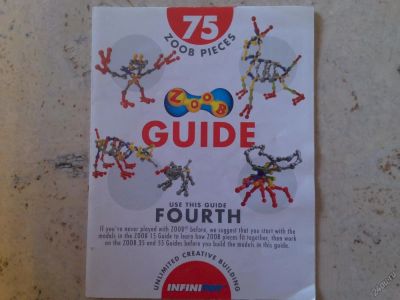 75
ZOOB PIECES
ZOOB
GUIDE
USE THIS GUIDE
FOURTH
If you've never played with ZOOB® before, we suggest that you start with the
models in the ZOOB 15 Guide to learn how ZOOB pieces fit together, then work
on the ZOOB 35 and 55 Guides before you build the models in this guide.
UNLIMITED CREATIVE BUILDING
INFINITOY